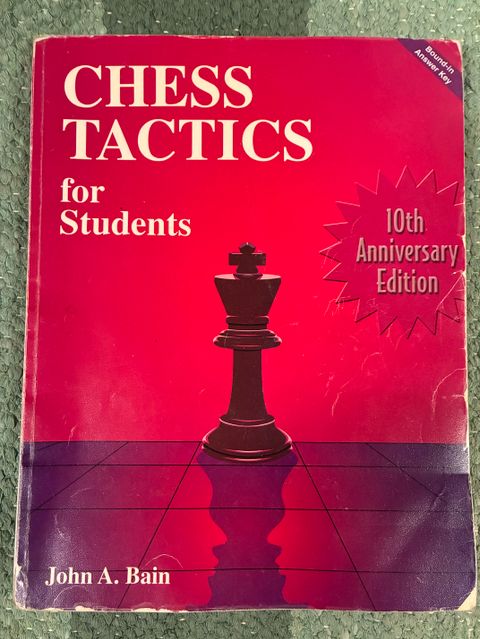 Bound-in
Answer Key
CHESS
TACTICS
for
Students
10th
Anniversary
Edition
John A. Bain